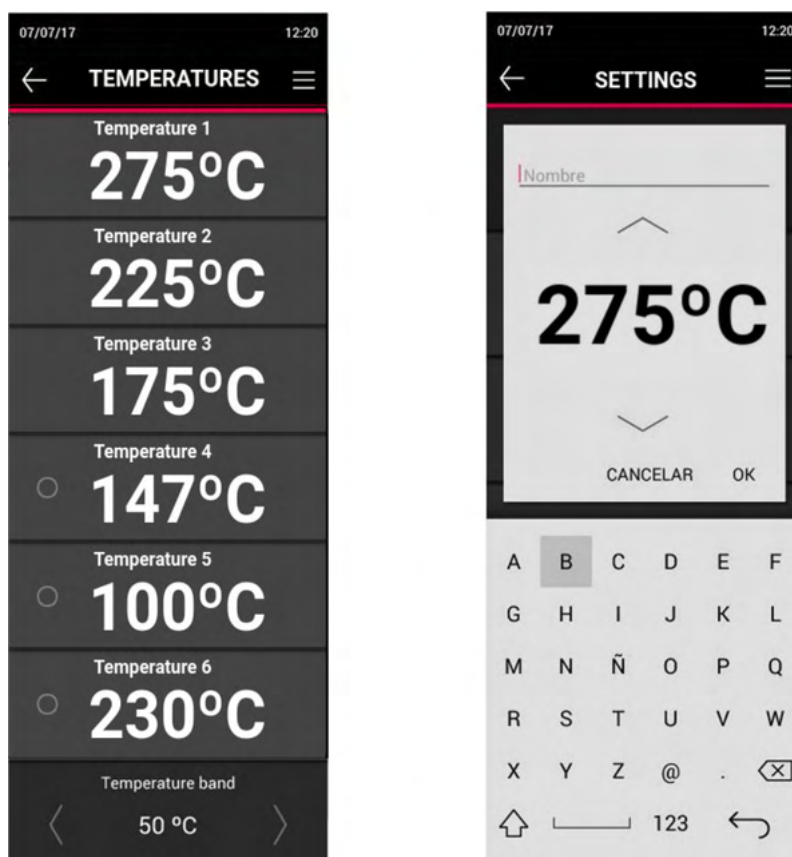 07/07/17 12:20
TEMPERATURES
Temperature 1
275ºC
Temperature 2
225ºC
Temperature 3
175ºC
Temperature 4
147ºC
Temperature 5
100ºC
Temperature 6
230ºC
Temperature band
50 ºC
07/07/17 12:20
SETTINGS
Nombre
275ºC
CANCELAR OK
A B C D E F
G H I J K L
M N Ñ O P Q
R S T U V W
X Y Z @ .
123